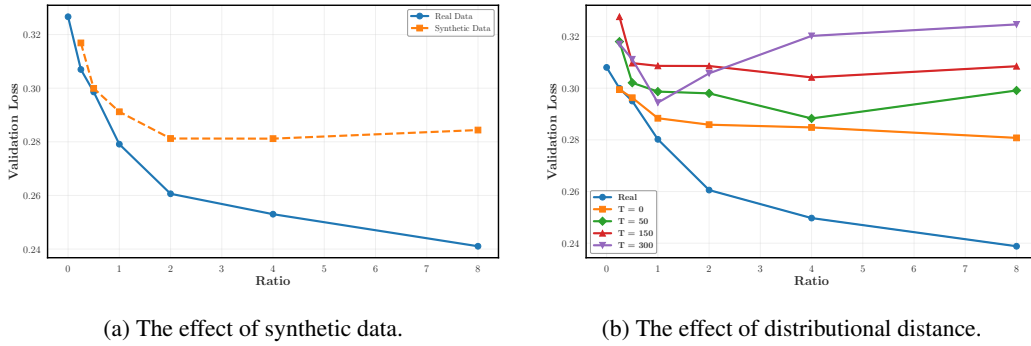 Real Data
Synthetic Data
Validation Loss
0.32
0.30
0.28
0.26
0.24
0 1 2 3 4 5 6 7 8
Ratio
(a) The effect of synthetic data.
Validation Loss
0.32
0.30
0.28
0.26
0.24
Real
T = 0
T = 50
T = 150
T = 300
0 1 2 3 4 5 6 7 8
Ratio
(b) The effect of distributional distance.